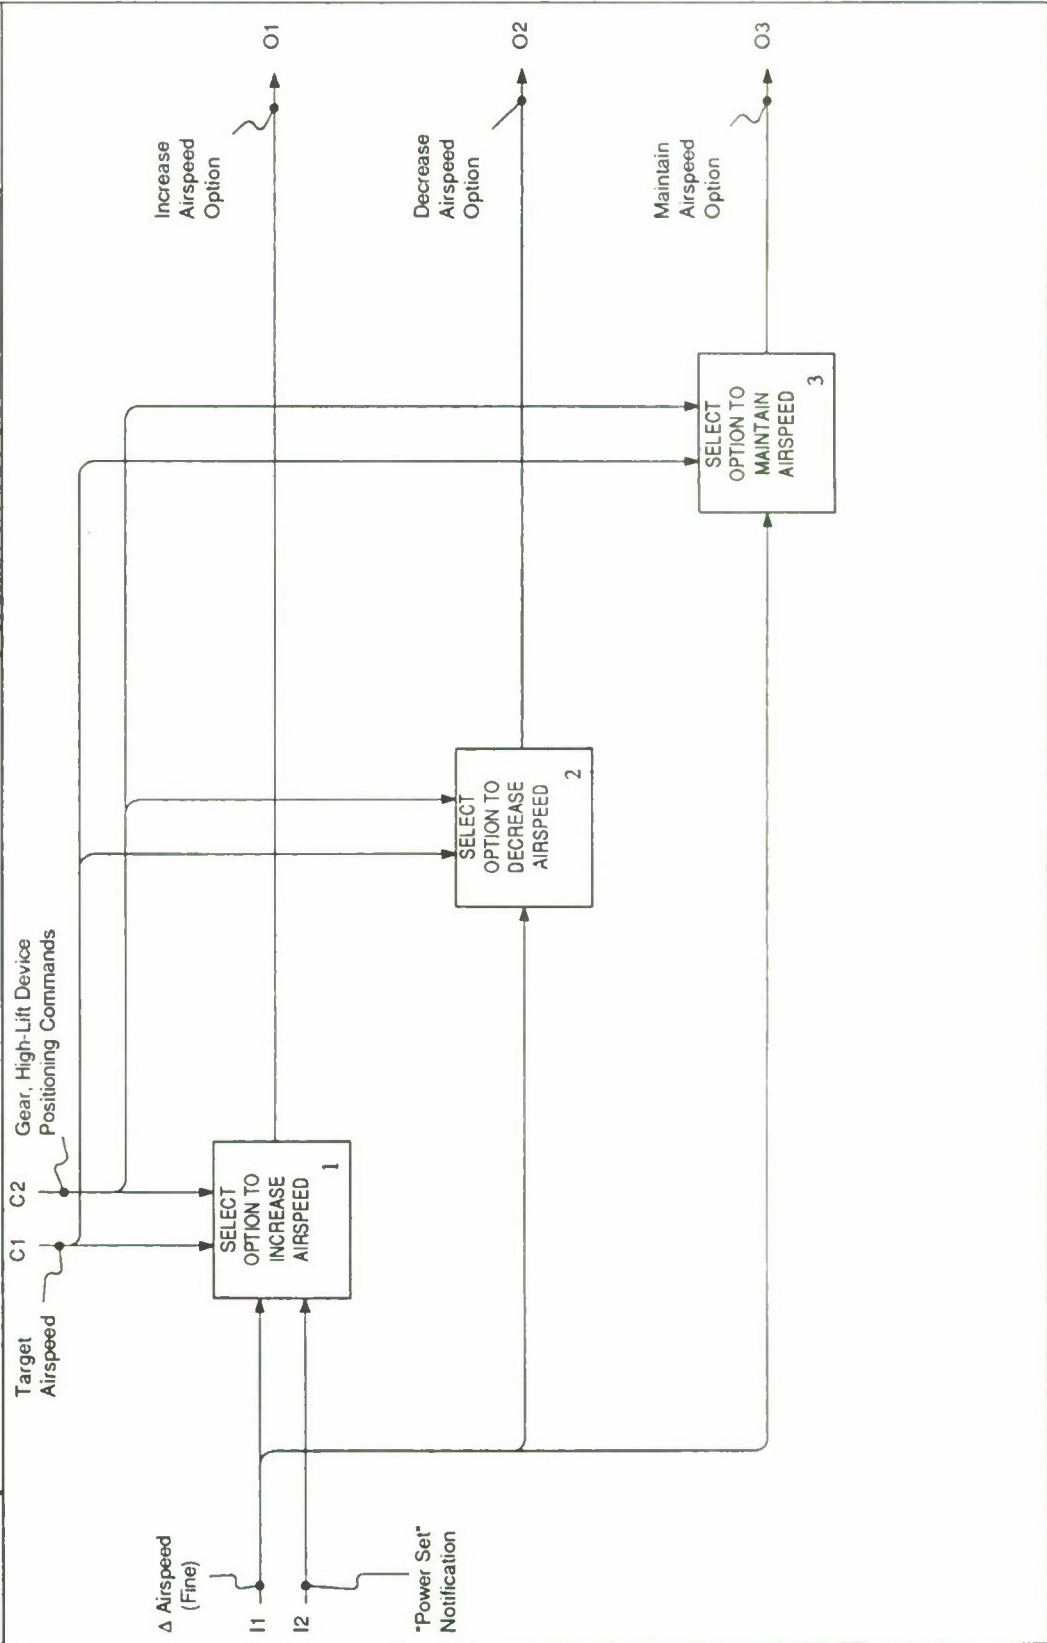 C1
C2
Target
Airspeed
Gear, High-Lift Device
Positioning Commands
Δ Airspeed
(Fine)
I1
I2
"Power Set"
Notification
SELECT
OPTION TO
INCREASE
AIRSPEED
1
SELECT
OPTION TO
DECREASE
AIRSPEED
2
SELECT
OPTION TO
MAINTAIN
AIRSPEED
3
Increase
Airspeed
Option
O1
Decrease
Airspeed
Option
O2
Maintain
Airspeed
Option
O3